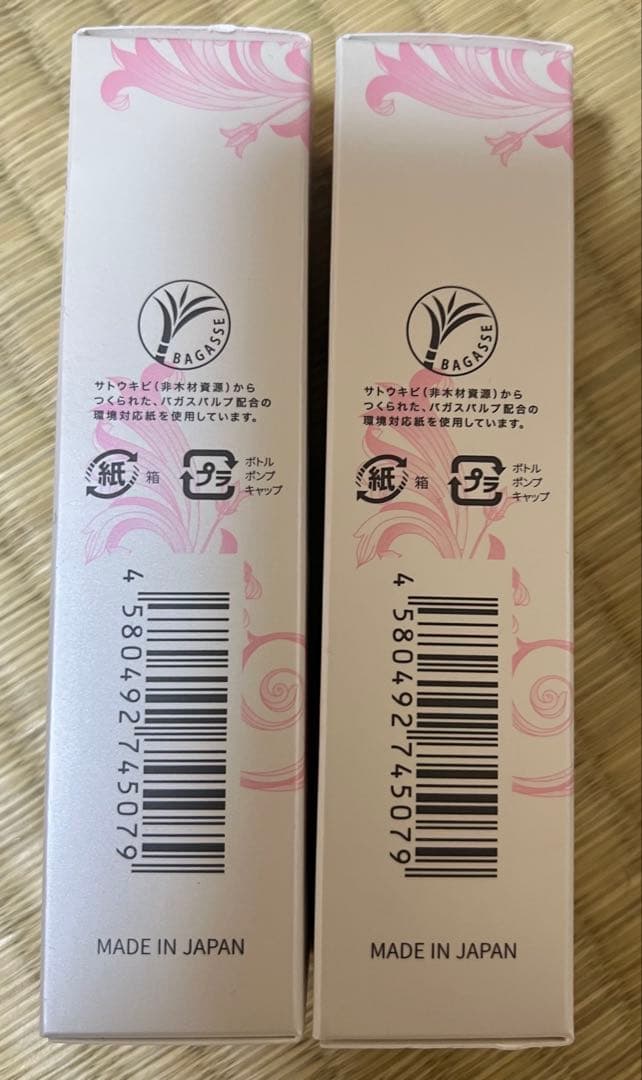 BAGASSE
サトウキビ(非木材資源)から
つくられた、バガスパルプ配合の
環境対応紙を使用しています。
紙
箱
プラ
ボトル
ポンプ
キャップ
4 580492 745079
MADE IN JAPAN
BAGASSE
サトウキビ(非木材資源)から
つくられた、バガスパルプ配合の
環境対応紙を使用しています。
紙
箱
プラ
ボトル
ポンプ
キャップ
4 580492 745079
MADE IN JAPAN